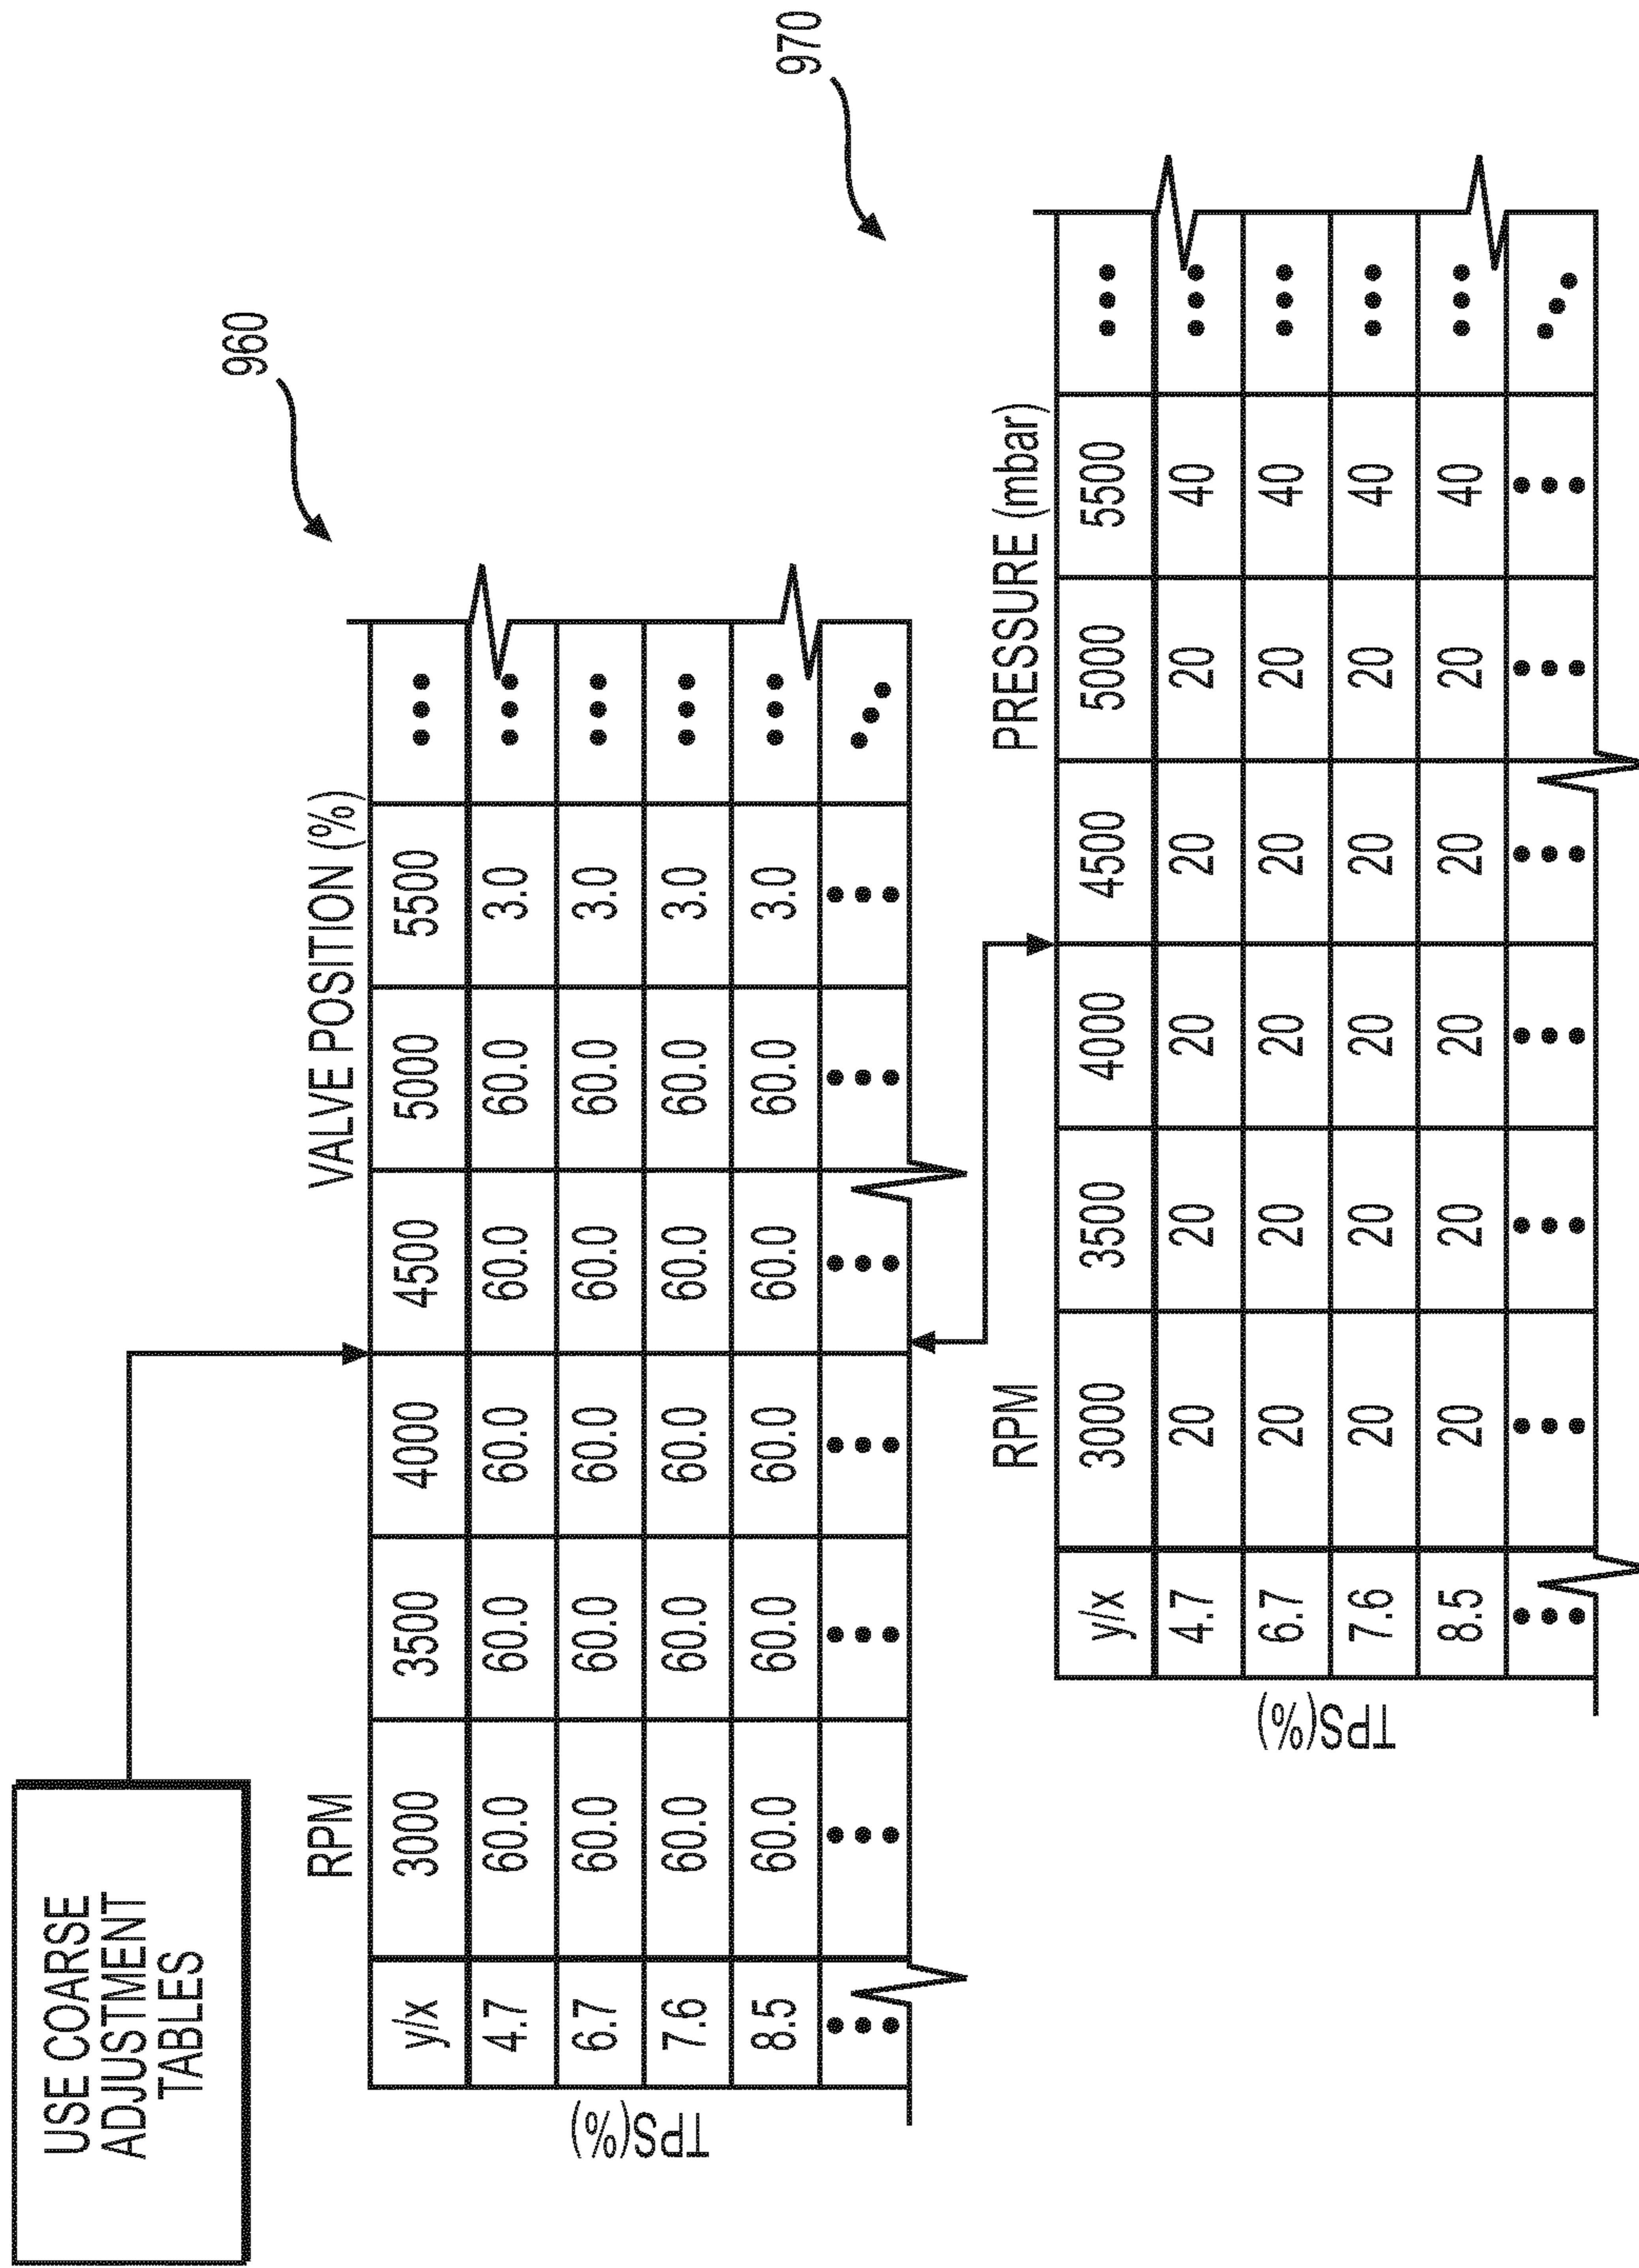 USE COARSE
ADJUSTMENT
TABLES
960
RPM VALVE POSITION (%)
TPS(%)
y/x 3000 3500 4000 4500 5000 5500 •••
4.7 60.0 60.0 60.0 60.0 60.0 3.0 •••
6.7 60.0 60.0 60.0 60.0 60.0 3.0 •••
7.6 60.0 60.0 60.0 60.0 60.0 3.0 •••
8.5 60.0 60.0 60.0 60.0 60.0 3.0 •••
970
RPM PRESSURE (mbar)
TPS(%)
y/x 3000 3500 4000 4500 5000 5500 •••
4.7 20 20 20 20 20 40 •••
6.7 20 20 20 20 20 40 •••
7.6 20 20 20 20 20 40 •••
8.5 20 20 20 20 20 40 •••